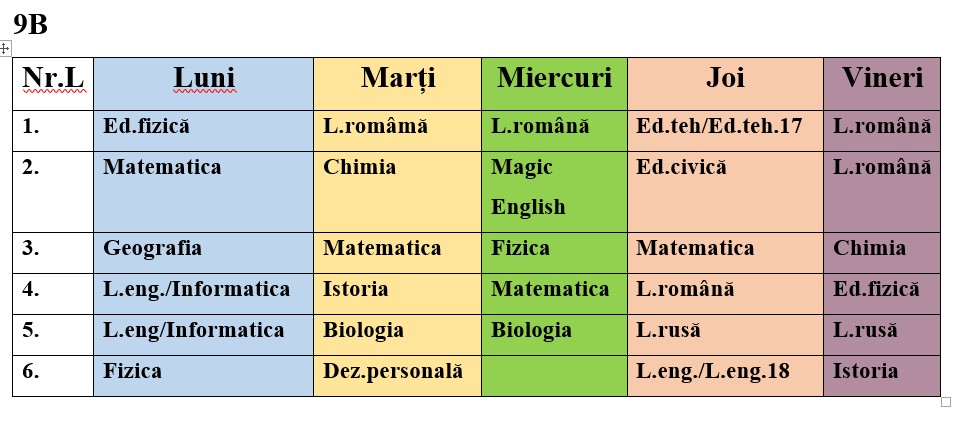 9B
Nr.L Luni Marți Miercuri Joi Vineri
1. Ed.fizică L.romámă L.română Ed.teh/Ed.teh.17 L.română
2. Matematica Chimia Magic English Ed.civică L.română
3. Geografia Matematica Fizica Matematica Chimia
4. L.eng./Informatica Istoria Matematica L.română Ed.fizică
5. L.eng/Informatica Biologia Biologia L.rusă L.rusă
6. Fizica Dez.personală L.eng./L.eng.18 Istoria